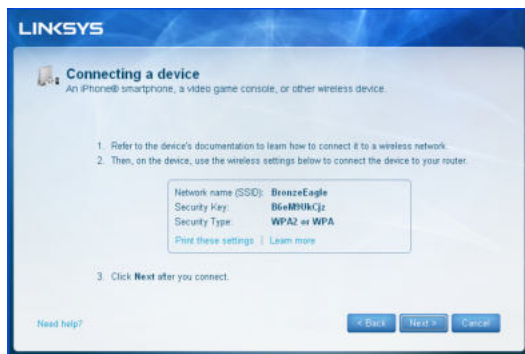 LINKSYS
Connecting a device
An iPhone® smartphone, a video game console, or other wireless device.
1. Refer to the device's documentation to learn how to connect it to a wireless network.
2. Then, on the device, use the wireless settings below to connect the device to your router.
Network name (SSID): BronzeEagle
Security Key: B6eM9UkCjz
Security Type: WPA2 or WPA
Print these settings | Learn more
3. Click Next after you connect.
Need help?
< Back Next > Cancel